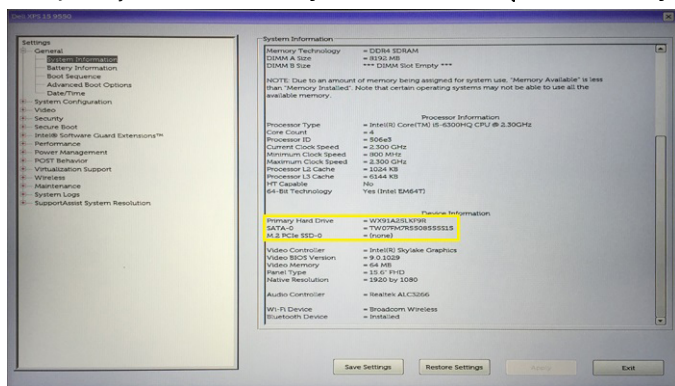 Dell XPS 15 9550
Settings
General
System Information
Battery Information
Boot Sequence
Advanced Boot Options
Date/Time
System Configuration
Video
Security
Secure Boot
Intel® Software Guard Extensions™
Performance
Power Management
POST Behavior
Virtualization Support
Wireless
Maintenance
System Logs
SupportAssist System Resolution
System Information
Memory Technology = DDR4 SDRAM
DIMM A Size = 8192 MB
DIMM B Size *** DIMM Slot Empty ***
NOTE: Due to an amount of memory being assigned for system use, "Memory Available" is less
than "Memory Installed". Note that certain operating systems may not be able to use all the
available memory.
Processor Information
Processor Type = Intel(R) Core(TM) i5-6300HQ CPU @ 2.30GHz
Core Count = 4
Processor ID = 506e3
Current Clock Speed = 2.300 GHz
Minimum Clock Speed = 800 MHz
Maximum Clock Speed = 2.300 GHz
Processor L2 Cache = 1024 KB
Processor L3 Cache = 6144 KB
HT Capable No
64-Bit Technology Yes (Intel EM64T)
Device Information
Primary Hard Drive =
SATA-0 =
M.2 PCIe SSD-0 = (none)
Video Controller = Intel(R) Skylake Graphics
Video BIOS Version = 9.0.1029
Video Memory = 64 MB
Panel Type = 15.6" FHD
Native Resolution = 1920 by 1080
Audio Controller = Realtek ALC3266
Wi-Fi Device = Broadcom Wireless
Bluetooth Device = Installed
Save Settings
Restore Settings
Apply
Exit